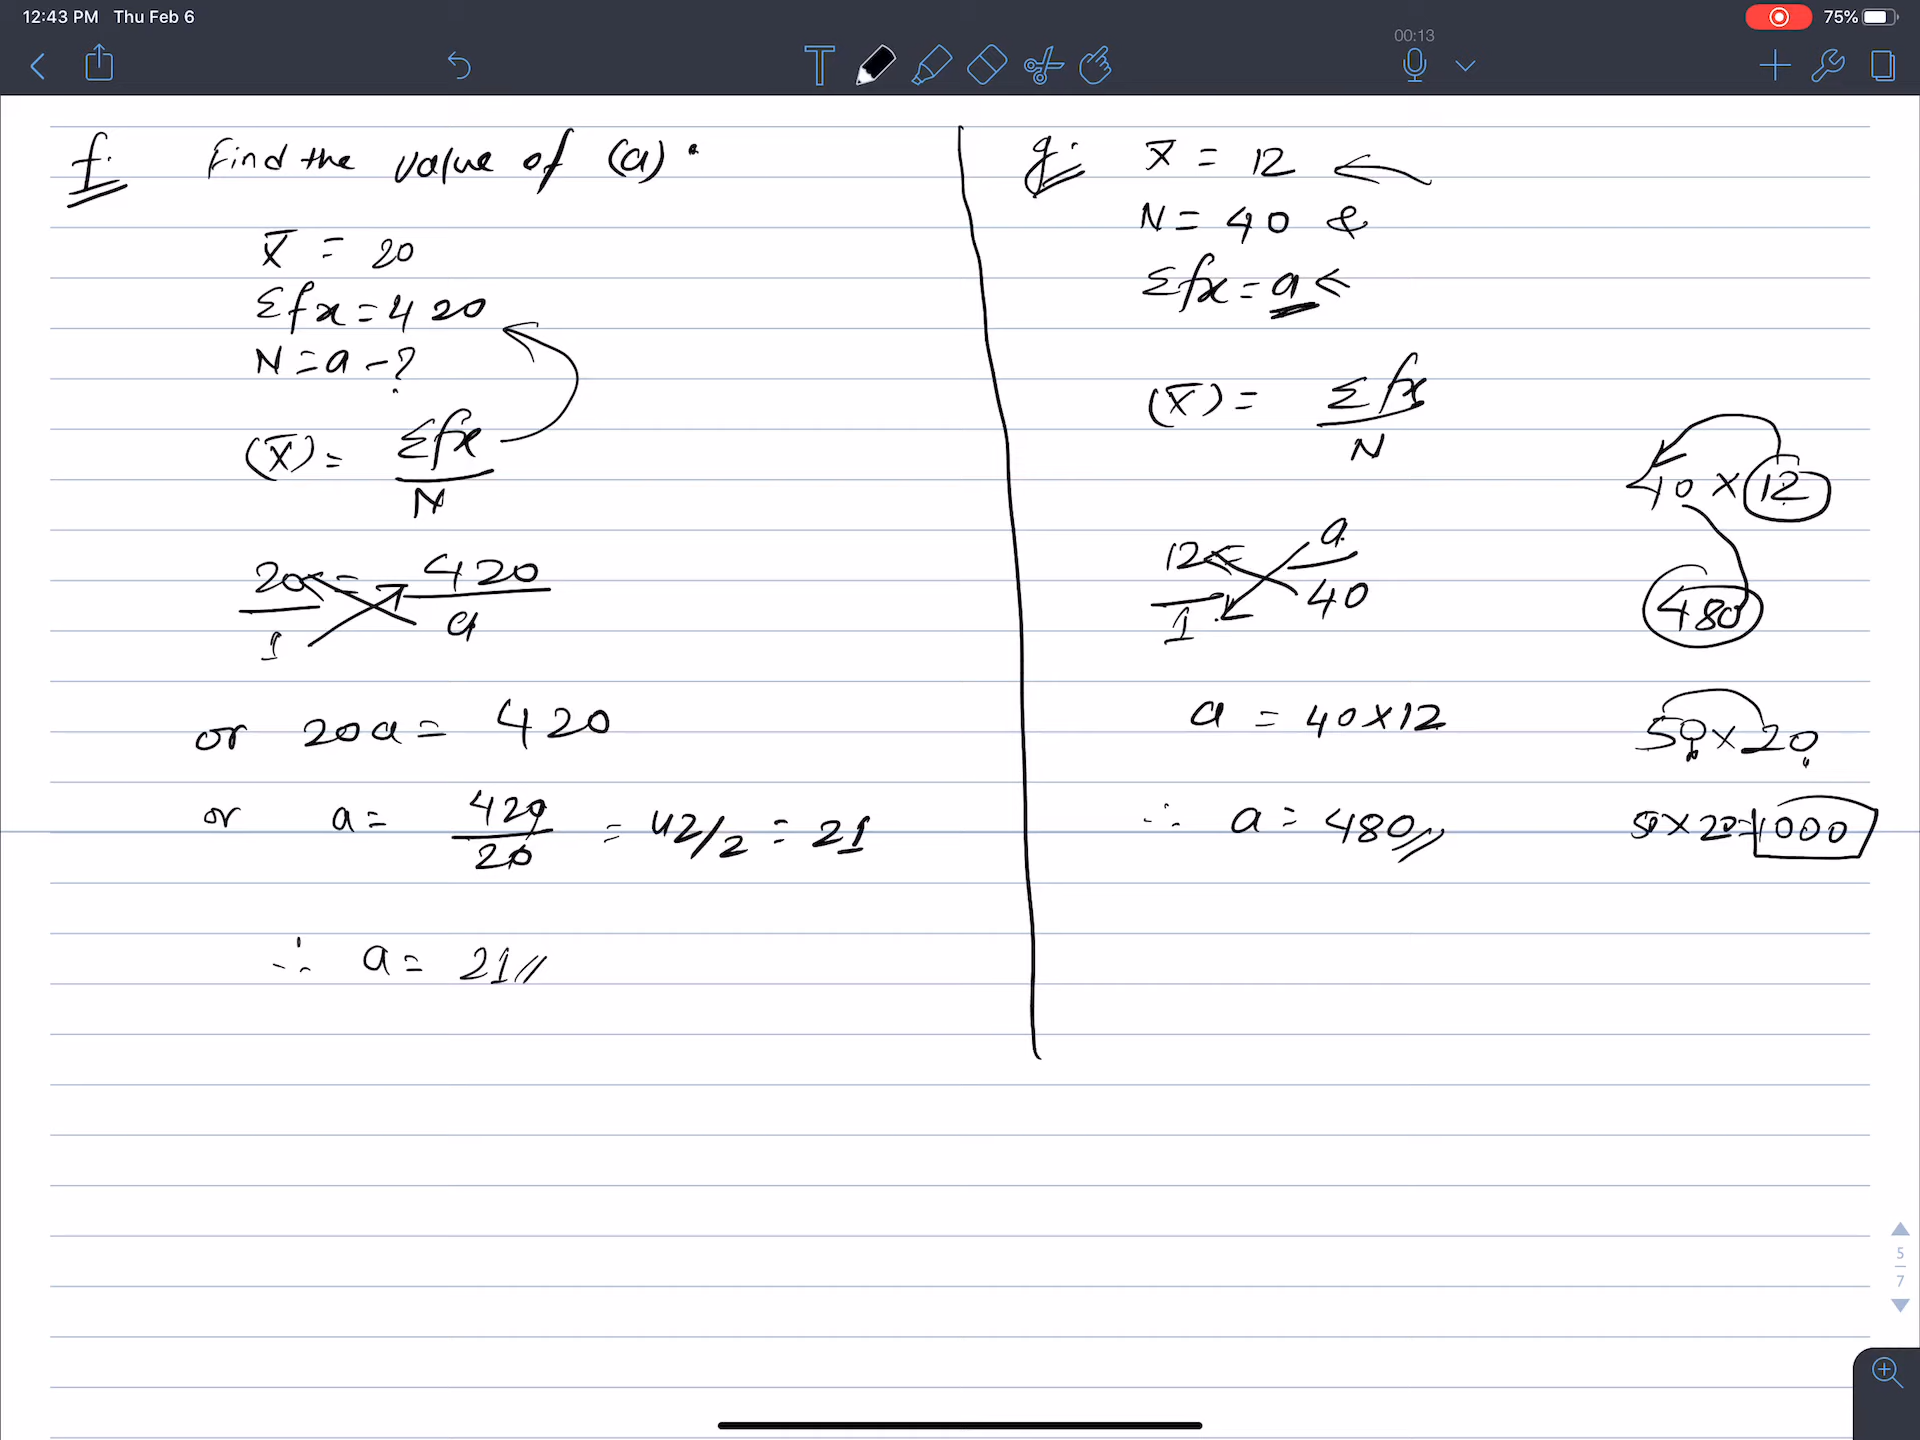 12:43 PM Thu Feb 6
75%
00:13
f. Find the value of (a).
x̄ = 20
Σfx = 420
N = a - ?
(x̄) = Σfx / N
20/1 = 420/a
or 20a = 420
or a = 420/20 = 42/2 = 21
∴ a = 21//
g. x̄ = 12
N = 40 &
Σfx = a
(x̄) = Σfx / N
12/1 a/40
a = 40×12
∴ a = 480//
40 × 12
480
50 × 20
50 × 20 = 1000
5
7